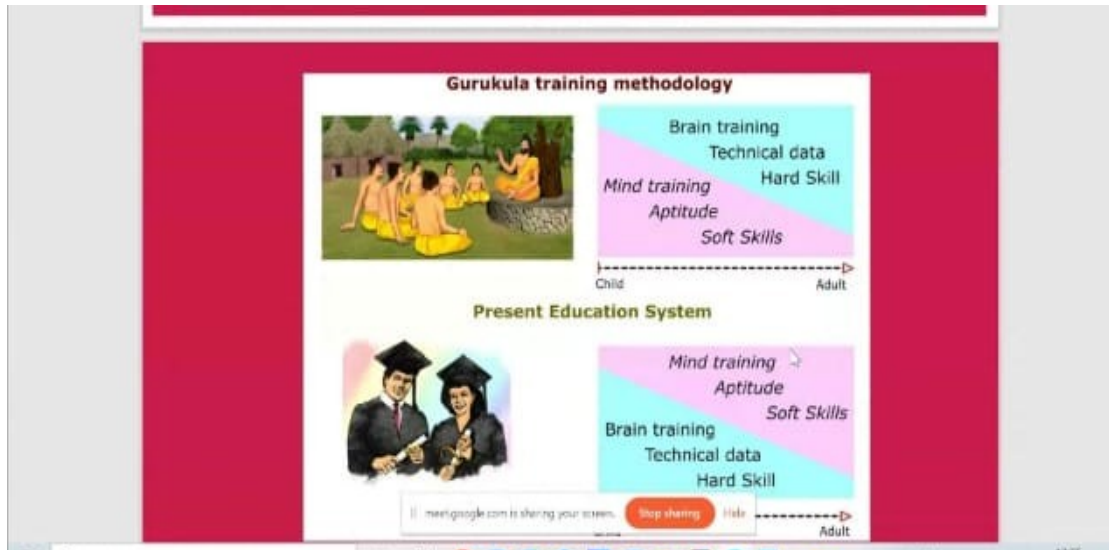 Gurukula training methodology
Brain training
Technical data
Hard Skill
Mind training
Aptitude
Soft Skills
Child
Adult
Present Education System
Mind training
Aptitude
Soft Skills
Brain training
Technical data
Hard Skill
meet.google.com is sharing your screen.
Stop sharing
Hide
Adult